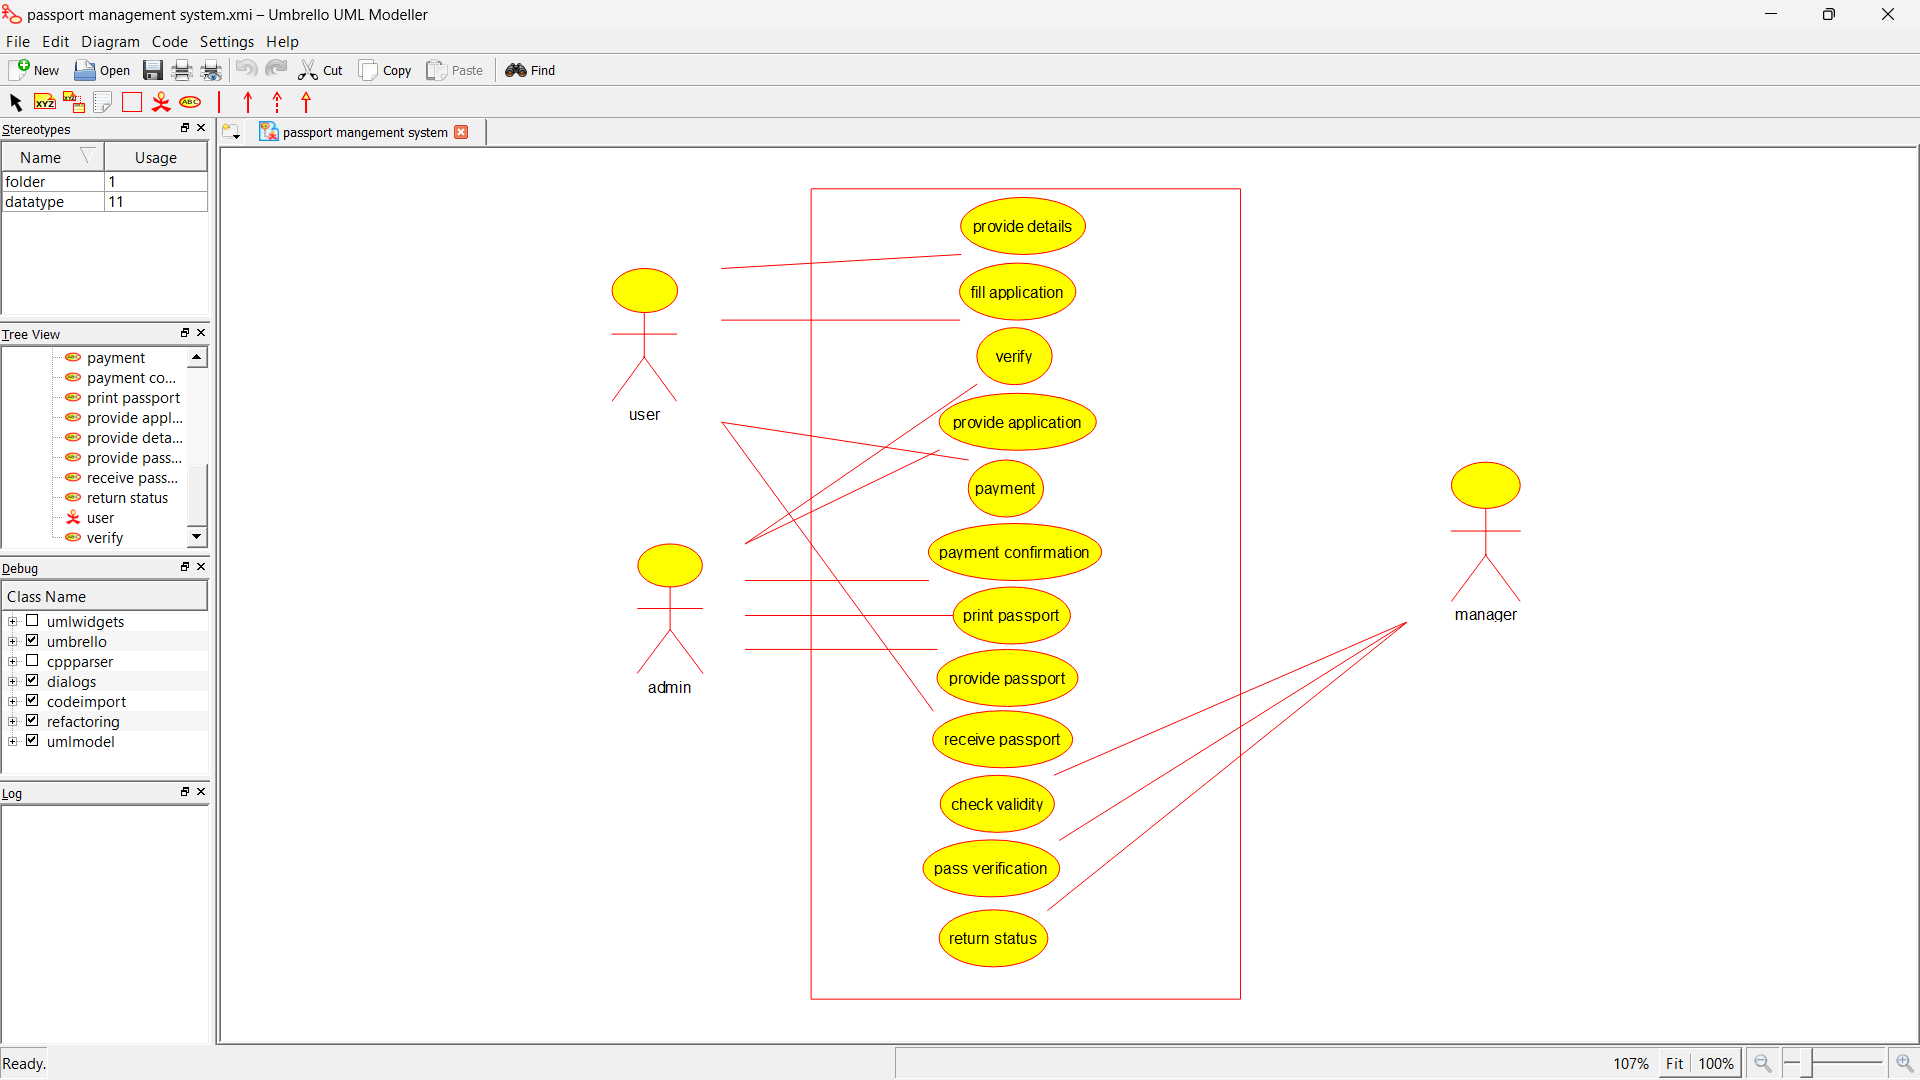 passport management system.xmi – Umbrello UML Modeller
File Edit Diagram Code Settings Help
New Open Cut Copy Paste Find
XYZ XYZ ABC
Stereotypes
Name Usage
folder 1
datatype 11
Tree View
payment
payment co...
print passport
provide appl...
provide deta...
provide pass...
receive pass...
return status
user
verify
Debug
Class Name
umlwidgets
umbrello
cppparser
dialogs
codeimport
refactoring
umlmodel
Log
passport mangement system
provide details
fill application
verify
provide application
payment
payment confirmation
print passport
provide passport
receive passport
check validity
pass verification
return status
user
admin
manager
Ready.
107% Fit 100%